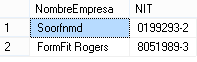 NombreEmpresa NIT
1 Soorfnmd 0199293-2
2 FormFit Rogers 8051989-3